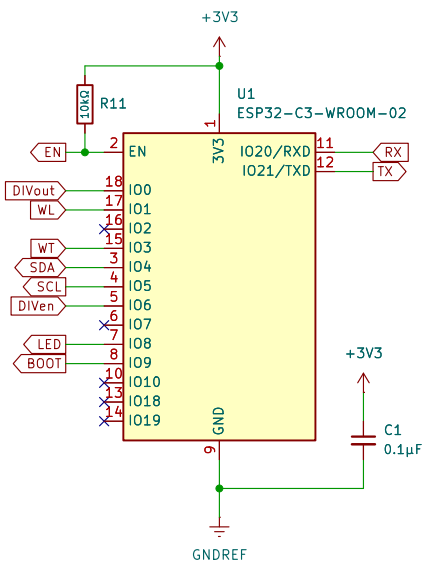 +3V3
U1
ESP32-C3-WROOM-02
R11
10kΩ
1
3V3
EN 2 EN
11 IO20/RXD RX
12 IO21/TXD TX
DIVout 18 IO0
WL 17 IO1
16 IO2
WT 15 IO3
SDA 3 IO4
SCL 4 IO5
DIVen 5 IO6
6 IO7
LED 7 IO8
BOOT 8 IO9
10 IO10
13 IO18
14 IO19
GND
9
+3V3
C1
0.1µF
GNDREF